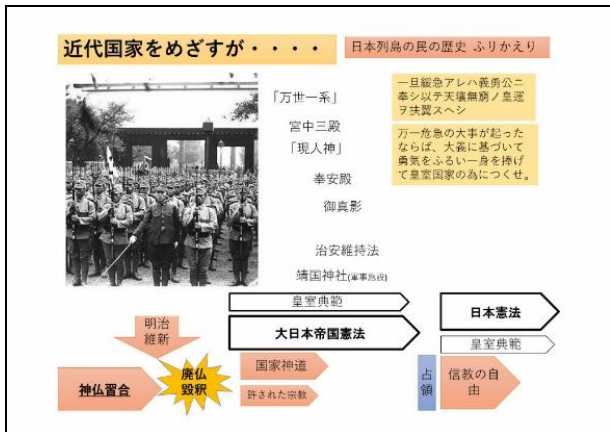 近代国家をめざすが・・・・
日本列島の民の歴史 ふりかえり
「万世一系」
宮中三殿
「現人神」
奉安殿
御真影
治安維持法
靖国神社(軍事施設)
一旦緩急アレハ義勇公ニ
奉シ以テ天壌無窮ノ皇運
ヲ扶翼スヘシ
万一危急の大事が起った
ならば、大義に基づいて
勇気をふるい一身を捧げ
て皇室国家の為につくせ。
皇室典範
大日本帝国憲法
日本憲法
皇室典範
明治
維新
神仏習合
廃仏
毀釈
国家神道
許された宗教
占
領
信教の自
由